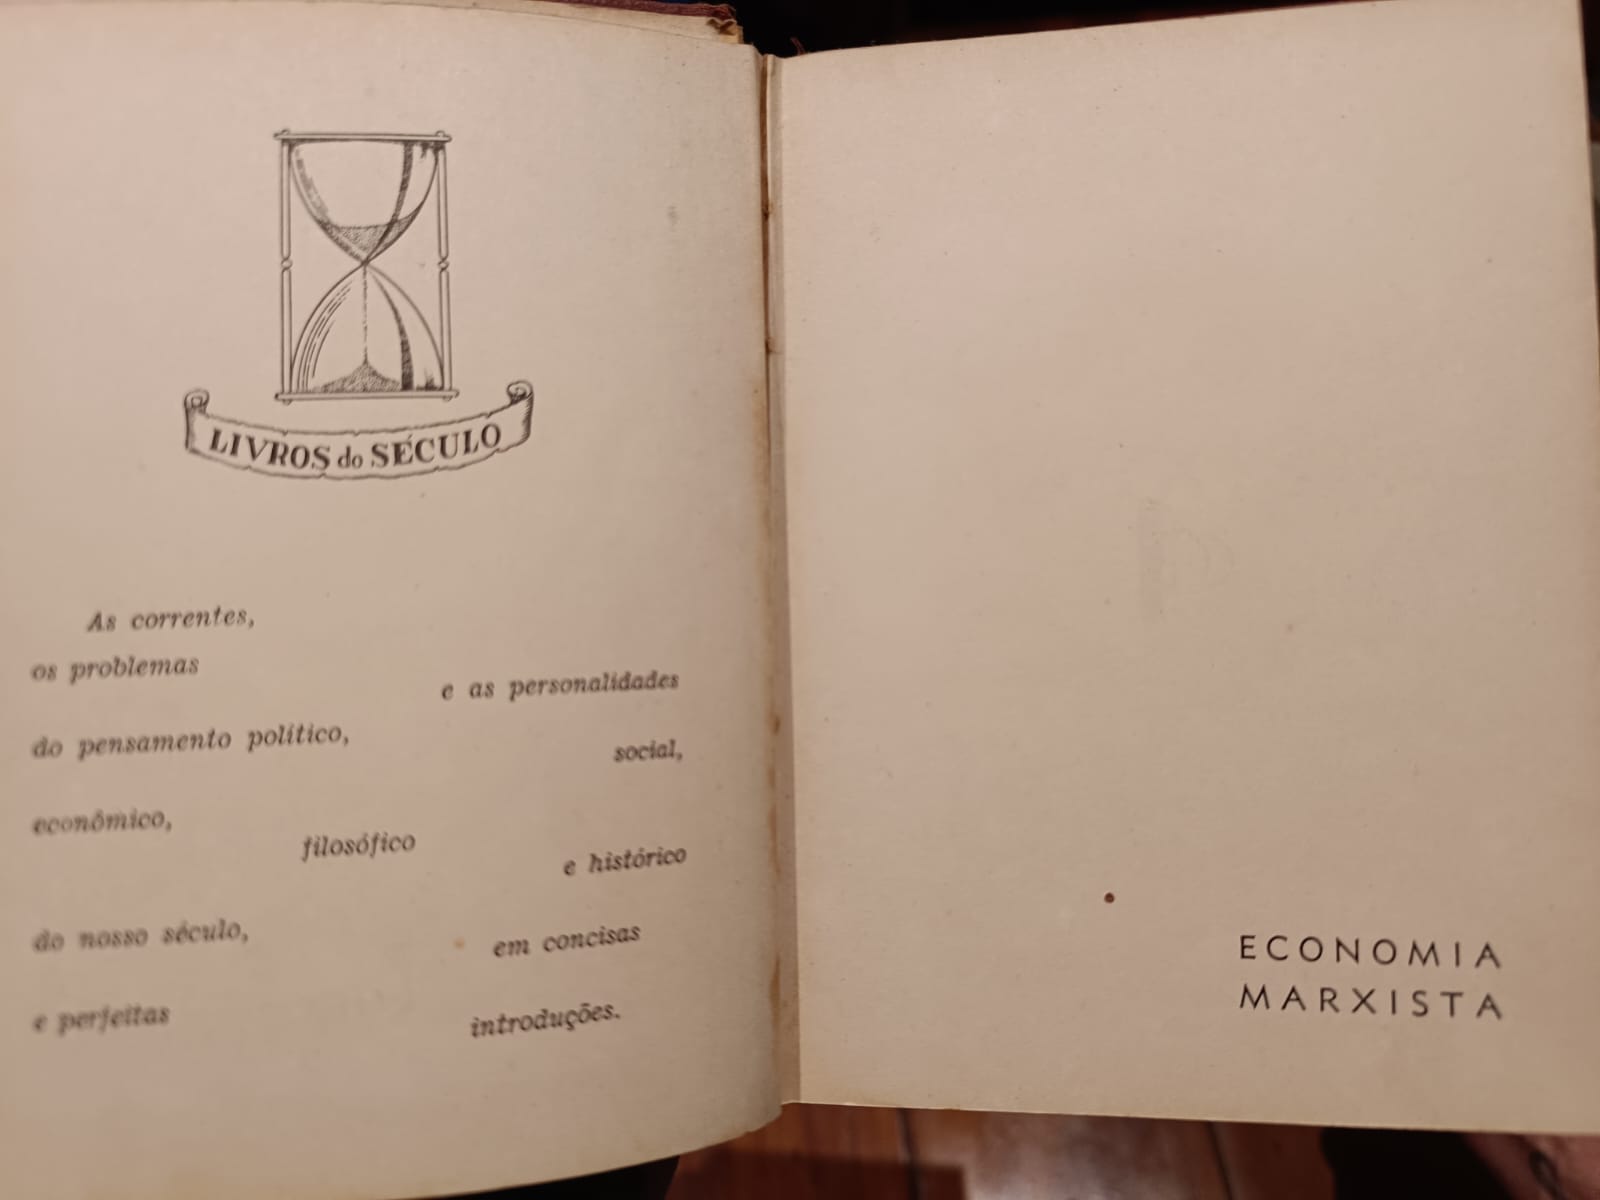 LIVROS do SÉCULO
As correntes,
os problemas
e as personalidades
do pensamento político,
social,
econômico,
filosófico
e histórico
do nosso século,
em concisas
e perfeitas
introduções.
ECONOMIA
MARXISTA